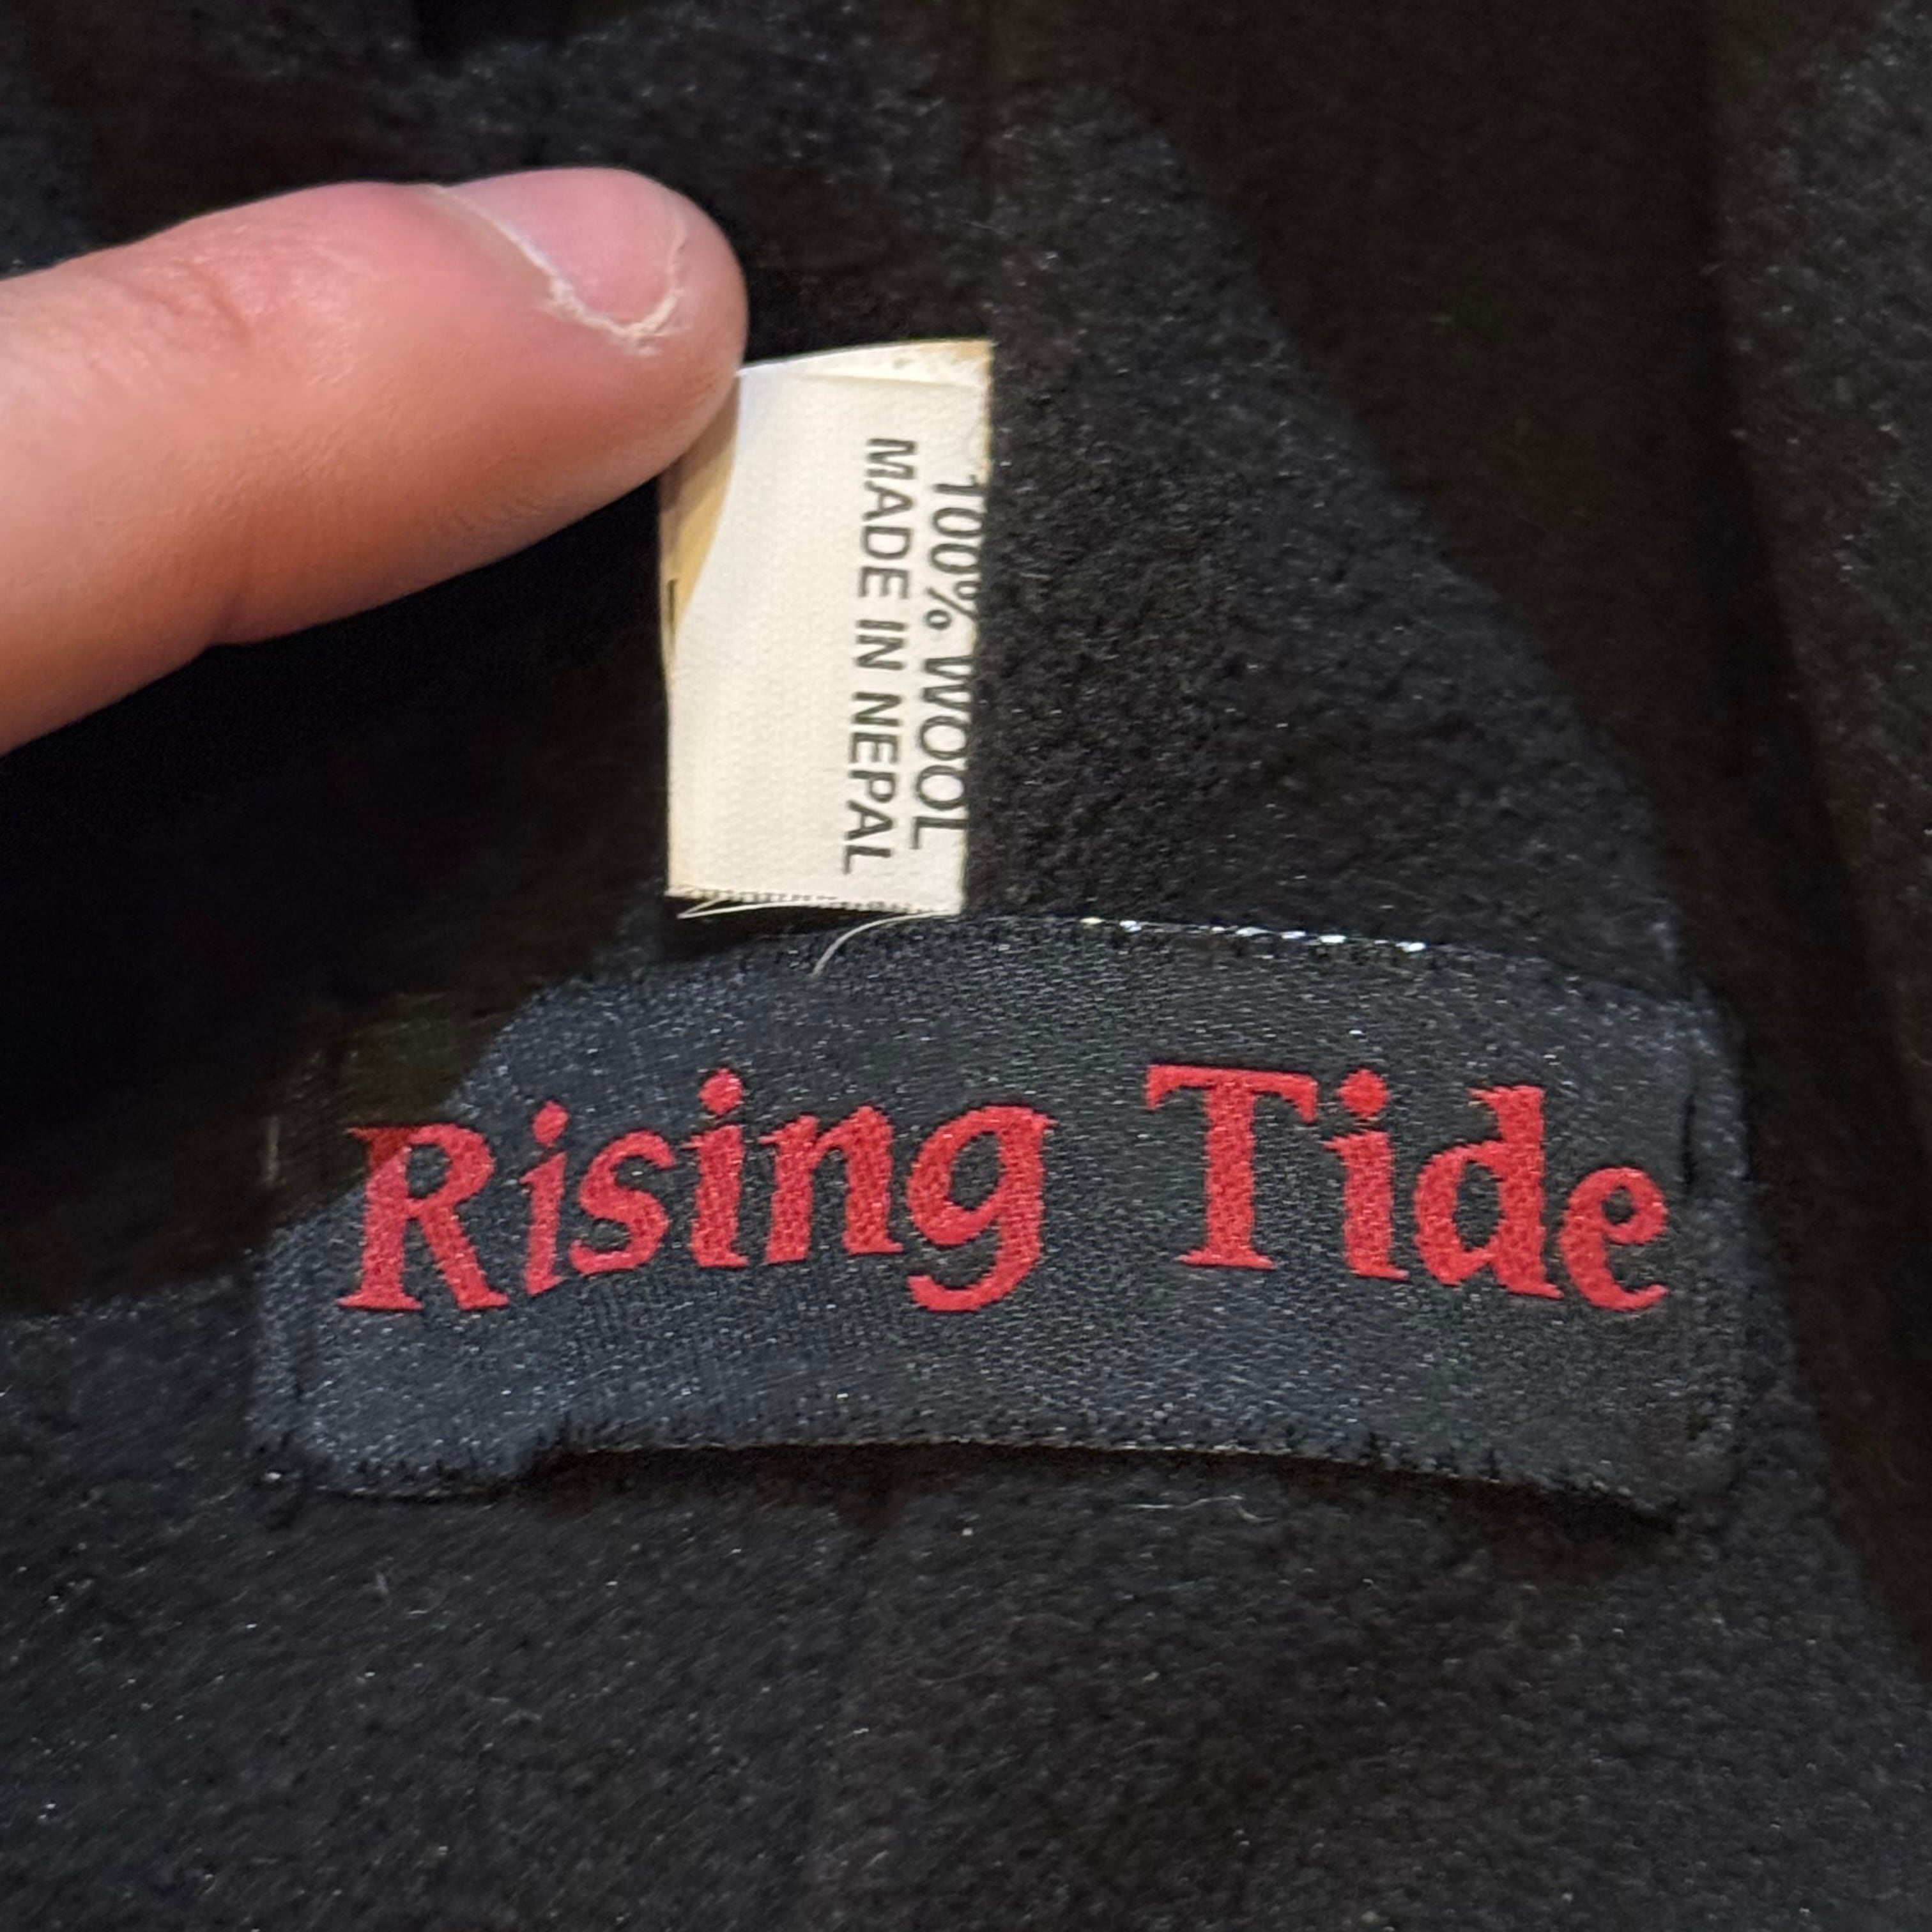 100% WOOL
MADE IN NEPAL
Rising Tide